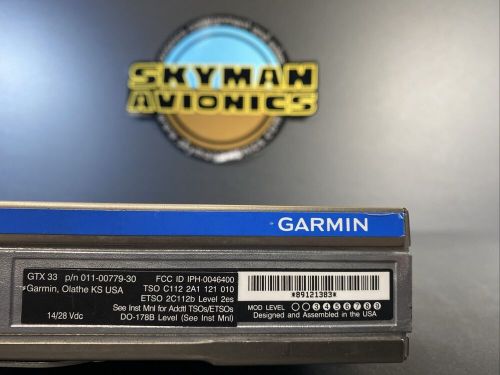 SKYMAN
AVIONICS
GARMIN
GTX 33 p/n 011-00779-30
*Garmin, Olathe KS USA
14/28 Vdc
FCC ID IPH-0046400
TSO C112 2A1 121 010
ETSO 2C112b Level 2es
See Inst Mnl for Addtl TSOs/ETSOs
DO-178B Level (See Inst Mnl)
*89121383*
MOD LEVEL 3 4 5 6 7 8 9
Designed and Assembled in the USA